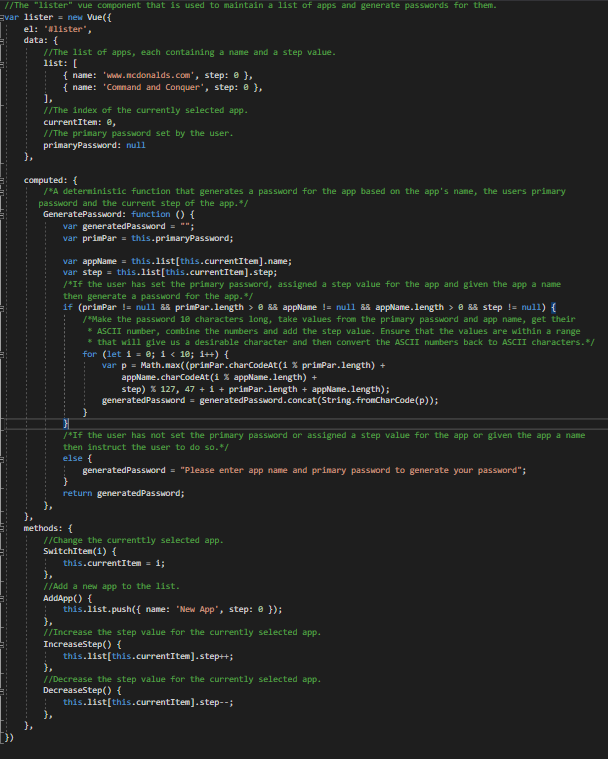 //The "lister" vue component that is used to maintain a list of apps and generate passwords for them.
var lister = new Vue({
el: '#lister',
data: {
//The list of apps, each containing a name and a step value.
list: [
{ name: 'www.mcdonalds.com', step: 0 },
{ name: 'Command and Conquer', step: 0 },
],
//The index of the currently selected app.
currentItem: 0,
//The primary password set by the user.
primaryPassword: null
},
computed: {
/*A deterministic function that generates a password for the app based on the app's name, the users primary
password and the current step of the app.*/
GeneratePassword: function () {
var generatedPassword = "";
var primPar = this.primaryPassword;
var appName = this.list[this.currentItem].name;
var step = this.list[this.currentItem].step;
/*If the user has set the primary password, assigned a step value for the app and given the app a name
then generate a password for the app.*/
if (primPar != null && primPar.length > 0 && appName != null && appName.length > 0 && step != null) {
/*Make the password 10 characters long, take values from the primary password and app name, get their
* ASCII number, combine the numbers and add the step value. Ensure that the values are within a range
* that will give us a desirable character and then convert the ASCII numbers back to ASCII characters.*/
for (let i = 0; i < 10; i++) {
var p = Math.max((primPar.charCodeAt(i % primPar.length) +
appName.charCodeAt(i % appName.length) +
step) % 127, 47 + i + primPar.length + appName.length);
generatedPassword = generatedPassword.concat(String.fromCharCode(p));
}
}
/*If the user has not set the primary password or assigned a step value for the app or given the app a name
then instruct the user to do so.*/
else {
generatedPassword = "Please enter app name and primary password to generate your password";
}
return generatedPassword;
},
},
methods: {
//Change the currenttly selected app.
SwitchItem(i) {
this.currentItem = i;
},
//Add a new app to the list.
AddApp() {
this.list.push({ name: 'New App', step: 0 });
},
//Increase the step value for the currently selected app.
IncreaseStep() {
this.list[this.currentItem].step++;
},
//Decrease the step value for the currently selected app.
DecreaseStep() {
this.list[this.currentItem].step--;
},
},
})